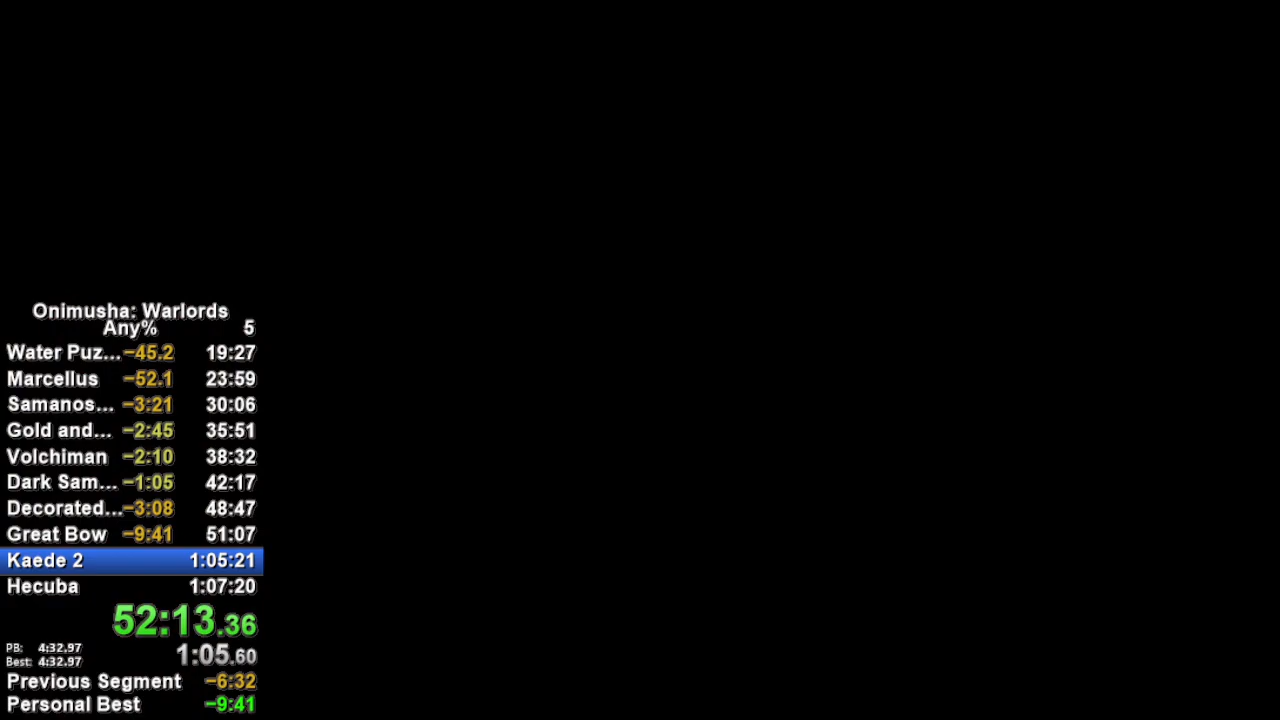 Onimusha: Warlords
Any% 5
Water Puz... −45.2 19:27
Marcellus −52.1 23:59
Samanos... −3:21 30:06
Gold and... −2:45 35:51
Volchiman −2:10 38:32
Dark Sam... −1:05 42:17
Decorated... −3:08 48:47
Great Bow −9:41 51:07
Kaede 2 1:05:21
Hecuba 1:07:20
52:13.36
PB: 4:32.97
1:05.60
Best: 4:32.97
Previous Segment −6:32
Personal Best −9:41